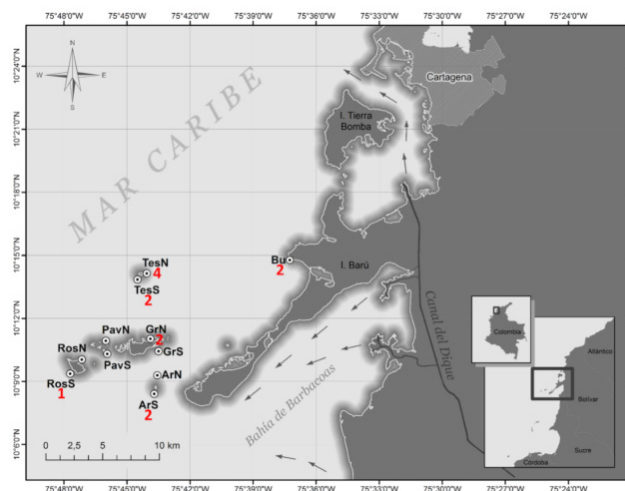 75°48'0"W 75°45'0"W 75°42'0"W 75°39'0"W 75°36'0"W 75°33'0"W 75°30'0"W 75°27'0"W 75°24'0"W
N
W E
S
10°24'0"N
10°21'0"N
10°18'0"N
10°15'0"N
10°12'0"N
10°9'0"N
10°6'0"N
MAR CARIBE
Cartagena
I. Tierra
Bomba
TesN
4
TesS
2
Bu
2
I. Barú
Canal del Dique
PavN
GrN
2
RosN
GrS
PavS
ArN
RosS
1
ArS
2
Bahía de Barbacoas
0 2,5 5 10 km
Colombia
Atlántico
Bolívar
Sucre
Córdoba
75°48'0"W 75°45'0"W 75°42'0"W 75°39'0"W 75°36'0"W 75°33'0"W 75°30'0"W 75°27'0"W 75°24'0"W